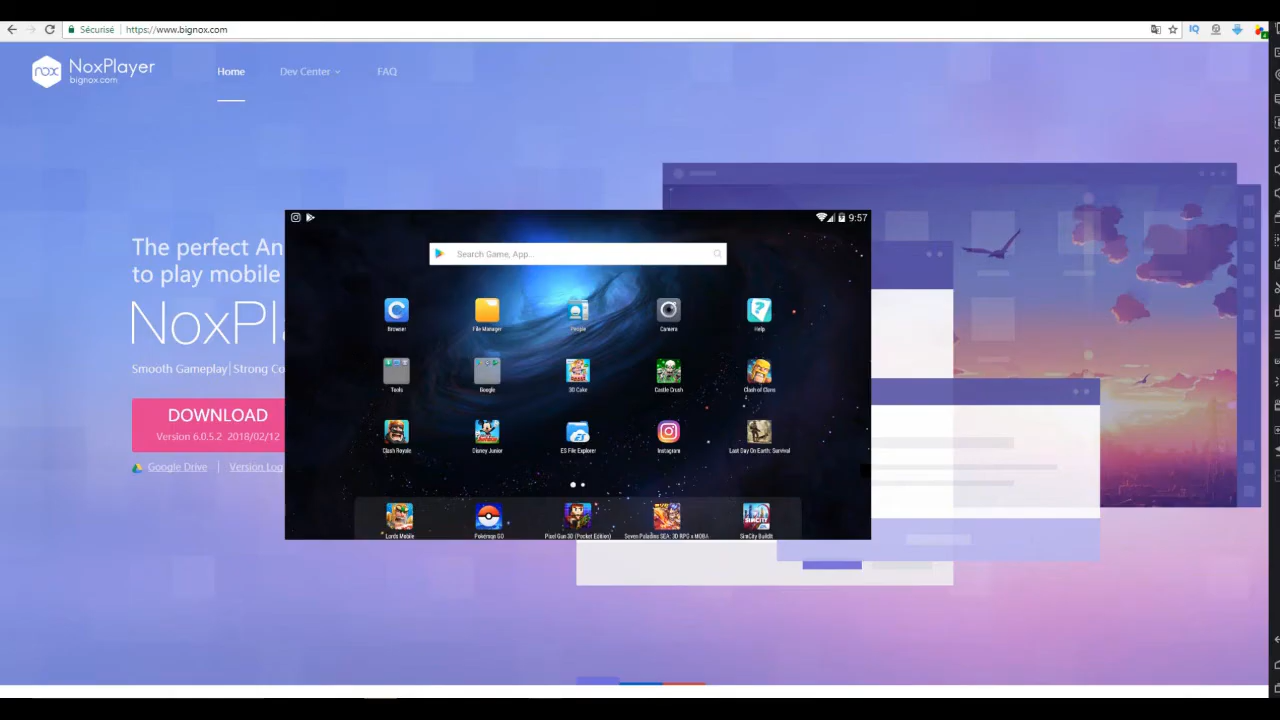 Sécurisé https://www.bignox.com
NoxPlayer
bignox.com
Home Dev Center FAQ
9:57
Search Game, App...
The perfect An
to play mobile
NoxPl
Smooth Gameplay Strong Co
DOWNLOAD
Version 6.0.5.2 2018/02/12
Google Drive Version Log
Browser File Manager People Camera Help
Tools Google 3D Cake Castle Crush Clash of Clans
Clash Royale Disney Junior ES File Explorer Instagram Last Day On Earth: Survival
Lords Mobile Pokémon GO Pixel Gun 3D (Pocket Edition) Seven Paladins SEA: 3D RPG x MOBA SimCity BuildIt